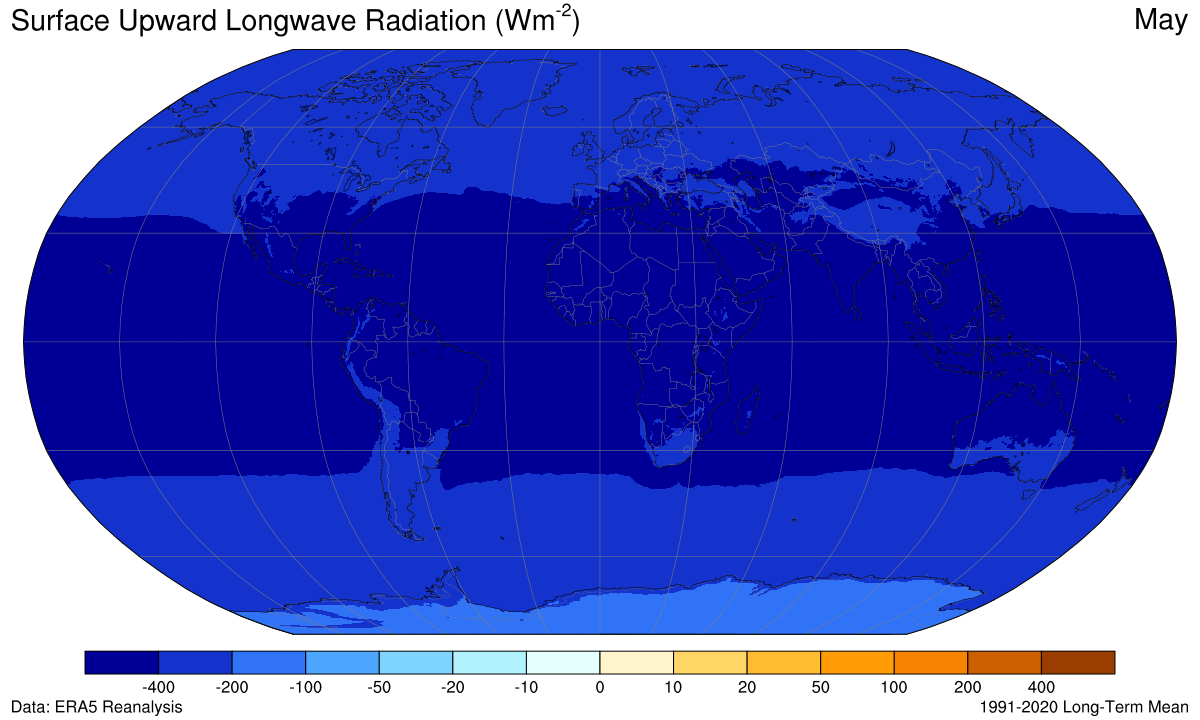 Surface Upward Longwave Radiation (Wm-2) May
-400 -200 -100 -50 -20 -10 0 10 20 50 100 200 400
Data: ERA5 Reanalysis 1991-2020 Long-Term Mean